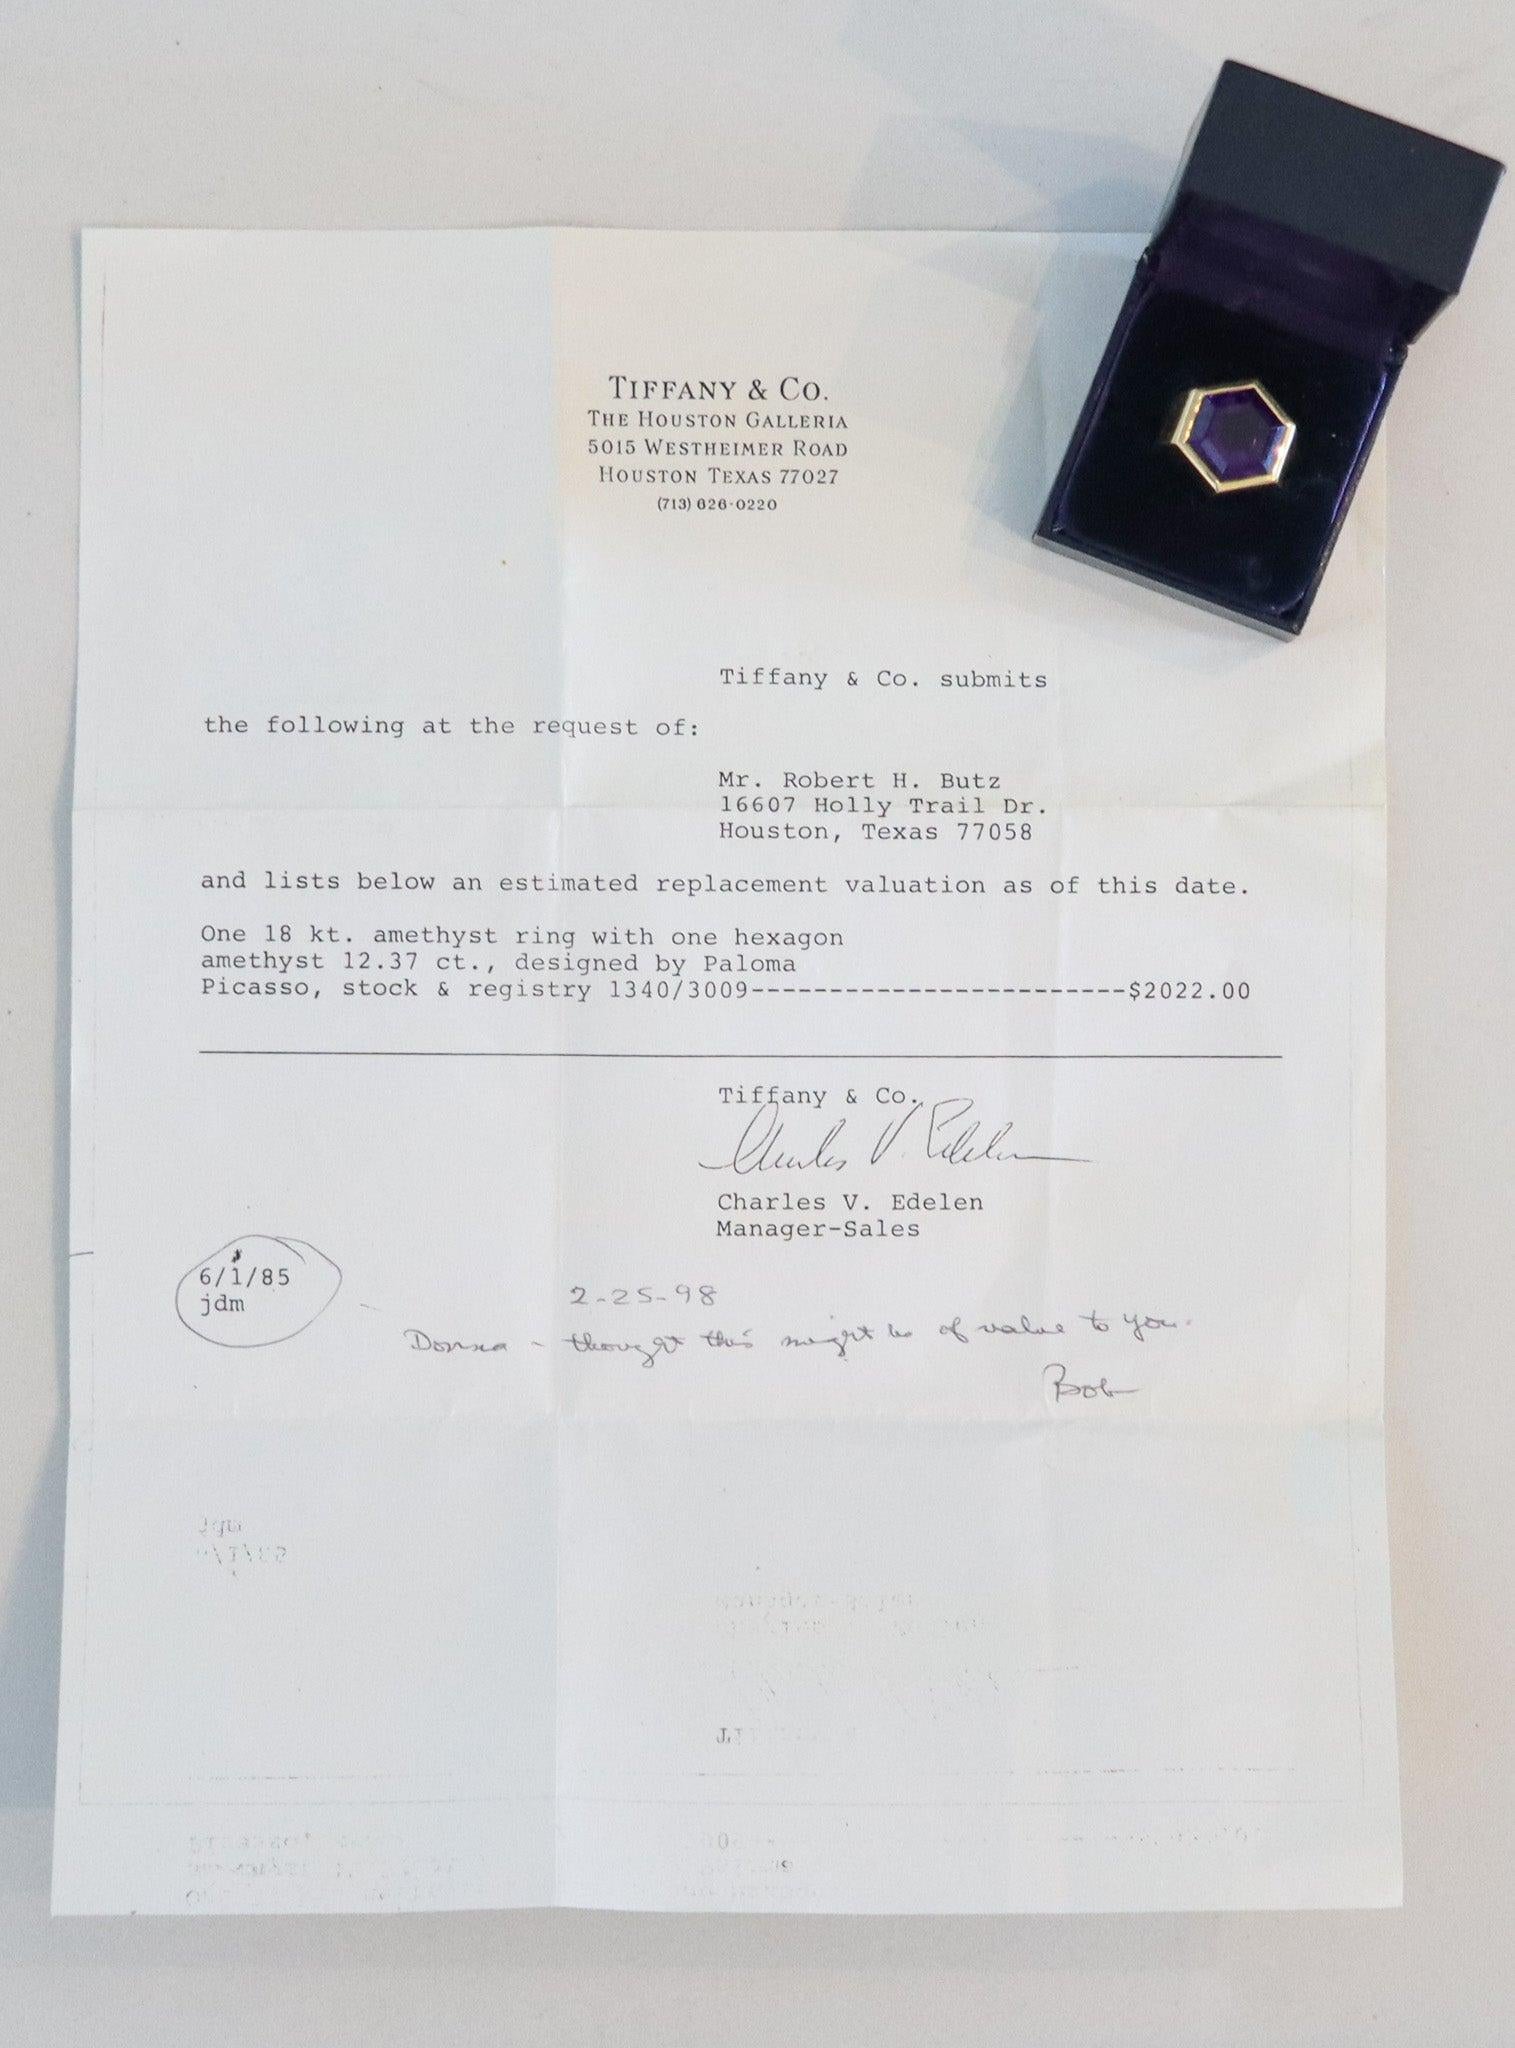 TIFFANY & CO.
THE HOUSTON GALLERIA
5015 WESTHEIMER ROAD
HOUSTON TEXAS 77027
(713) 626-0220
Tiffany & Co. submits
the following at the request of:
Mr. Robert H. Butz
16607 Holly Trail Dr.
Houston, Texas 77058
and lists below an estimated replacement valuation as of this date.
One 18 kt. amethyst ring with one hexagon
amethyst 12.37 ct., designed by Paloma
Picasso, stock & registry 1340/3009------------------------$2022.00
Tiffany & Co.
Charles V. Edelen
Charles V. Edelen
Manager-Sales
6/1/85
jdm
2-25-98
Donna - thought this might be of value to you.
Bob